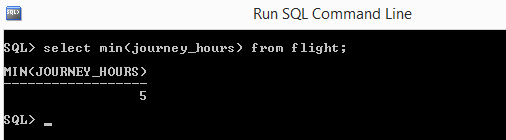 Run SQL Command Line
SQL> select min(journey_hours) from flight;
MIN(JOURNEY_HOURS)
------------------
5
SQL> _